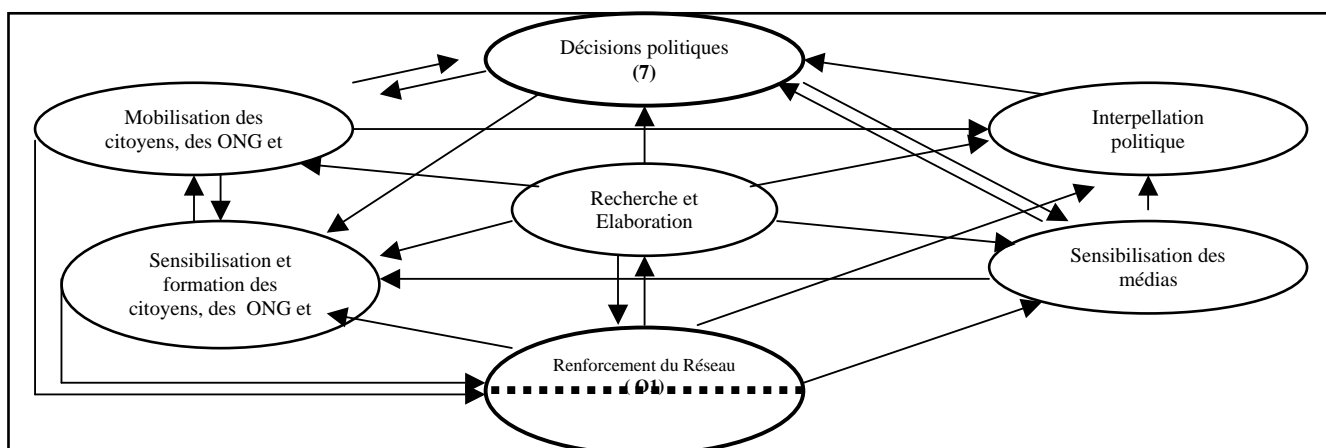 Décisions politiques
(7)
Mobilisation des
citoyens, des ONG et
Interpellation
politique
Recherche et
Elaboration
Sensibilisation et
formation des
citoyens, des ONG et
Sensibilisation des
médias
Renforcement du Réseau
( O1)